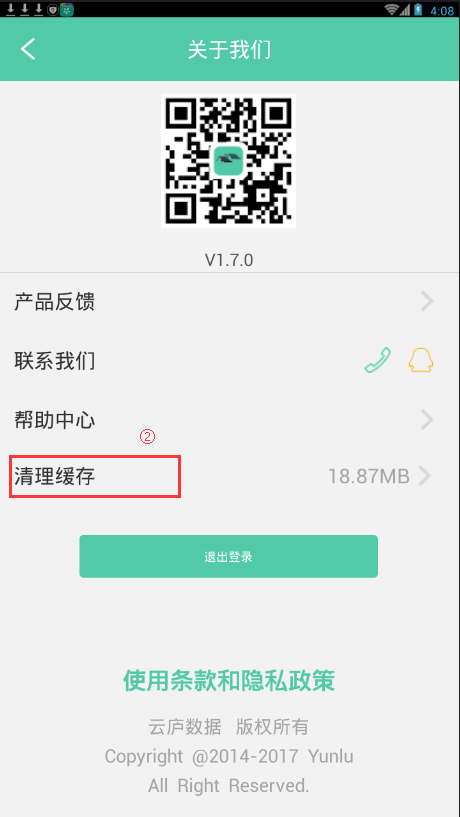 4:08
关于我们
V1.7.0
产品反馈
联系我们
帮助中心
②
清理缓存 18.87MB
退出登录
使用条款和隐私政策
云庐数据 版权所有
Copyright @2014-2017 Yunlu
All Right Reserved.